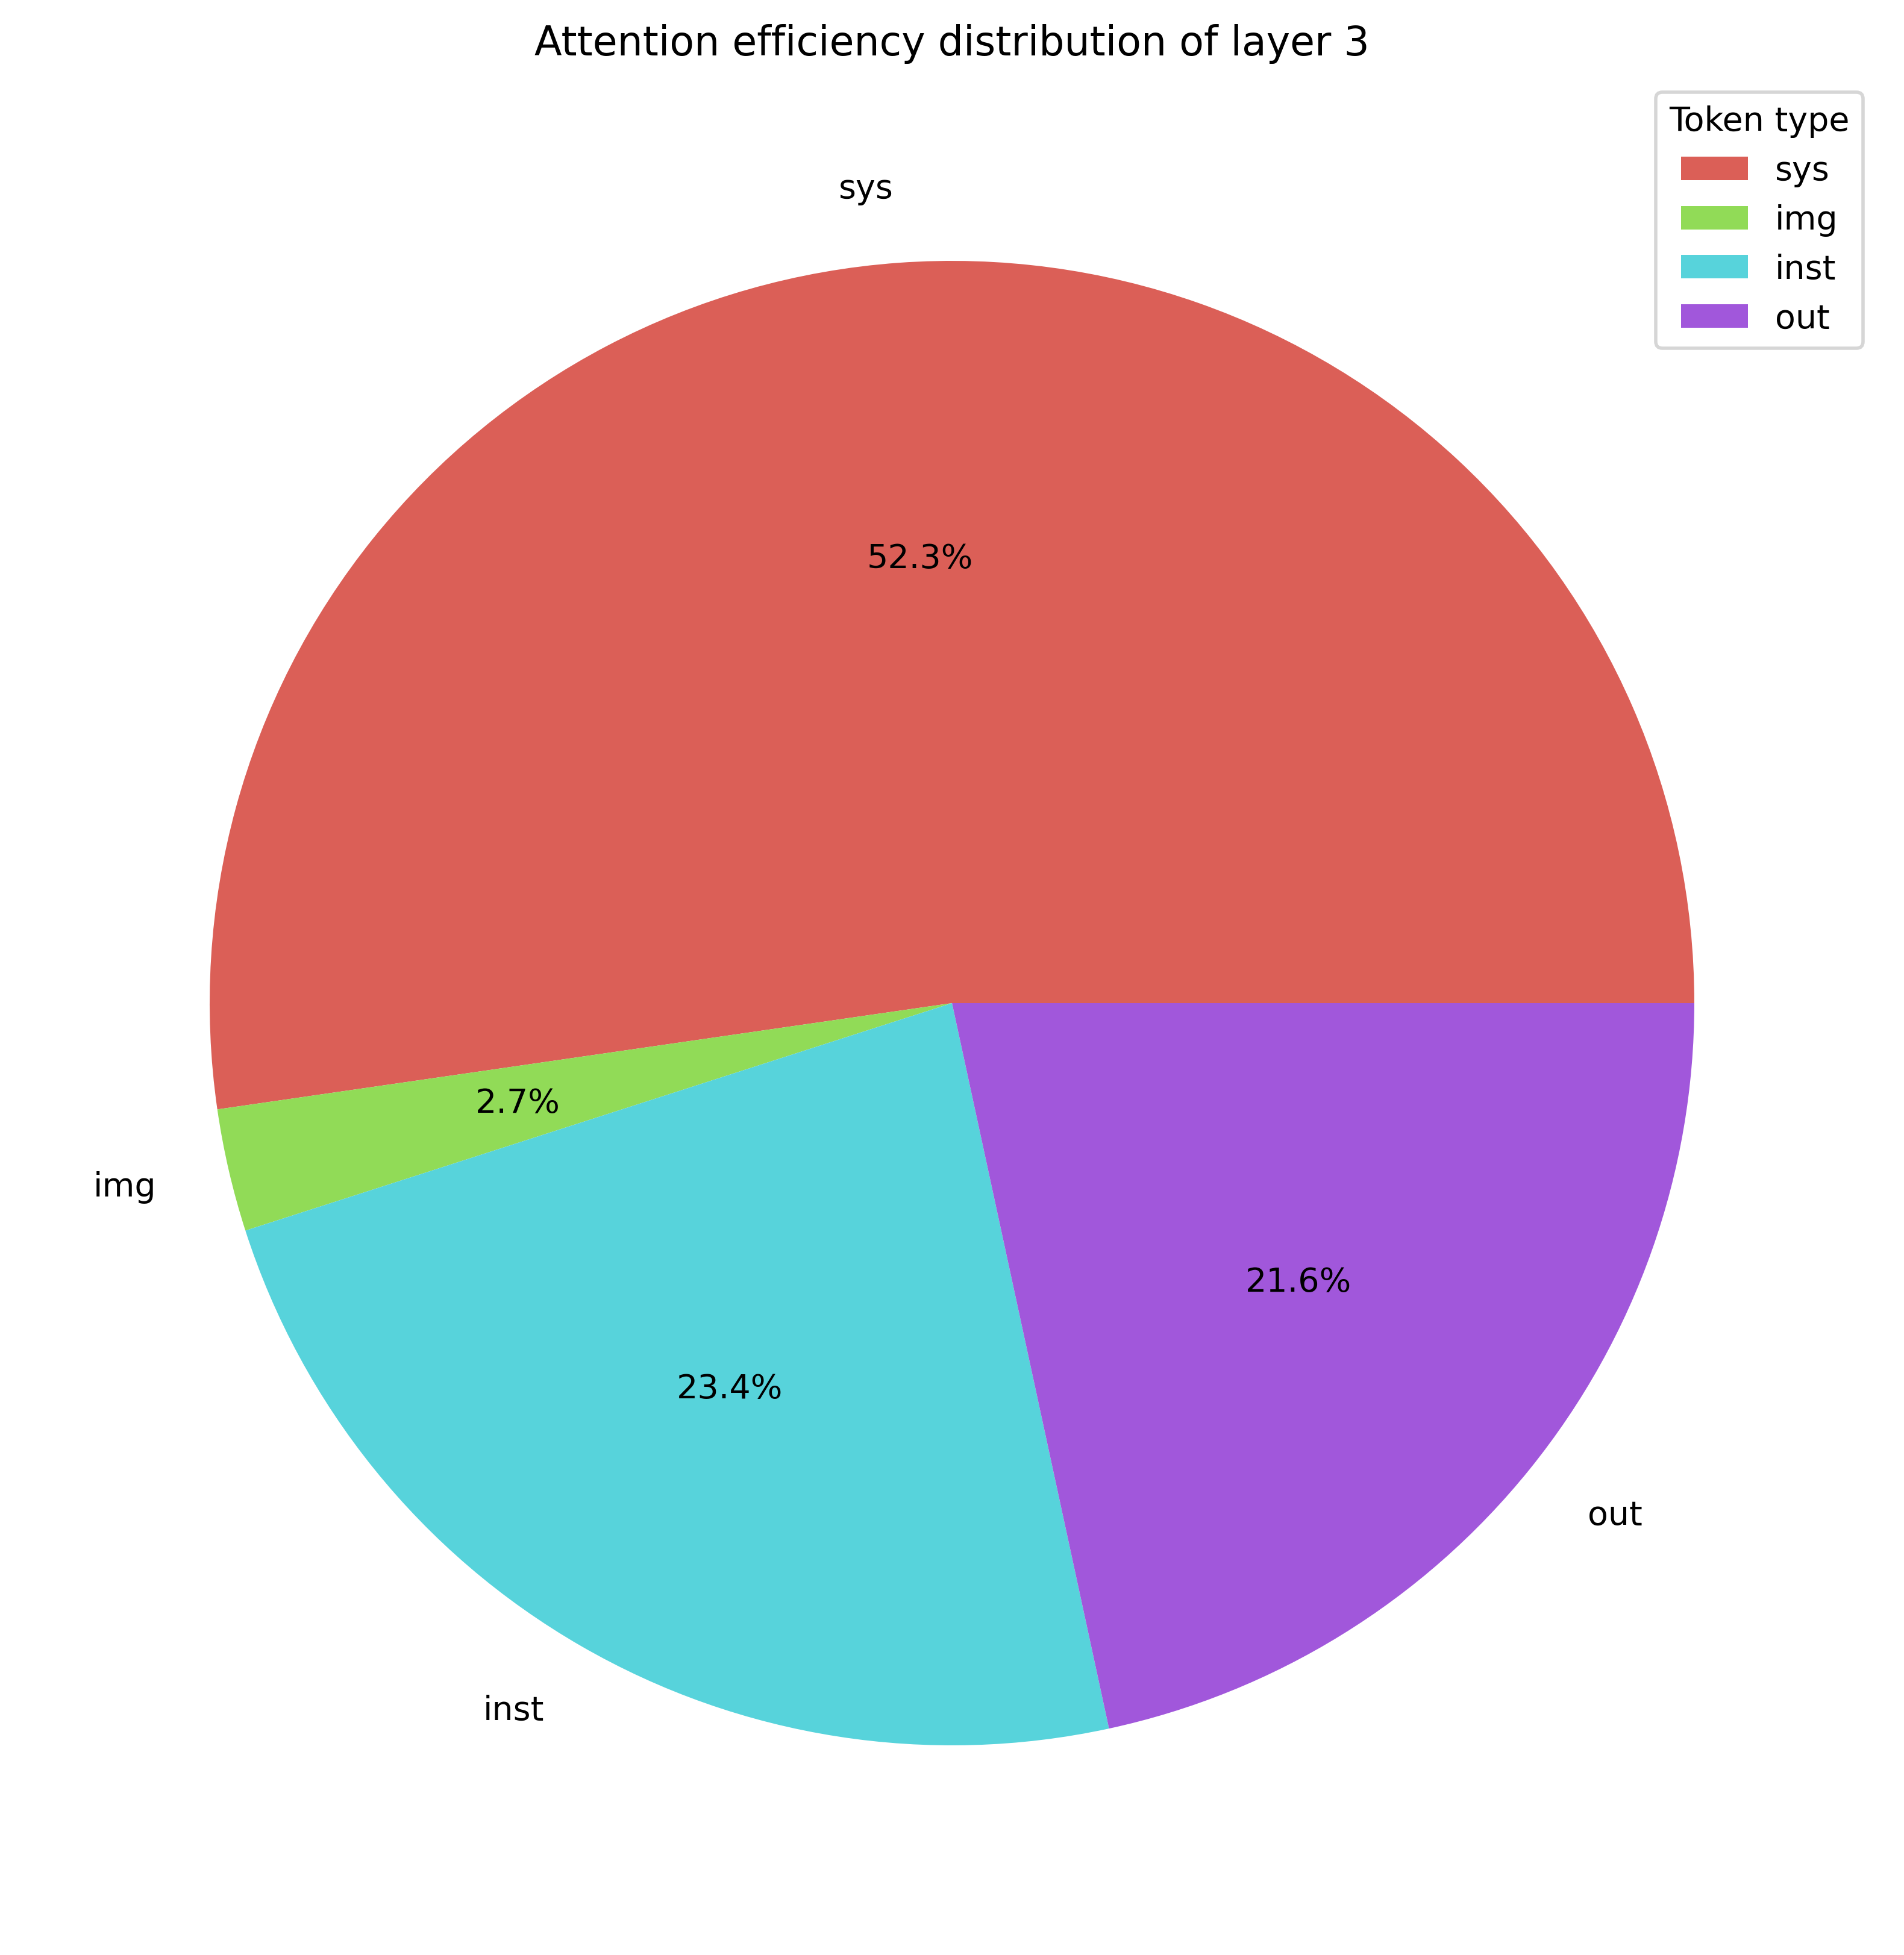 Attention efficiency distribution of layer 3
Token type
sys
img
inst
out
sys
52.3%
2.7%
img
21.6%
23.4%
out
inst